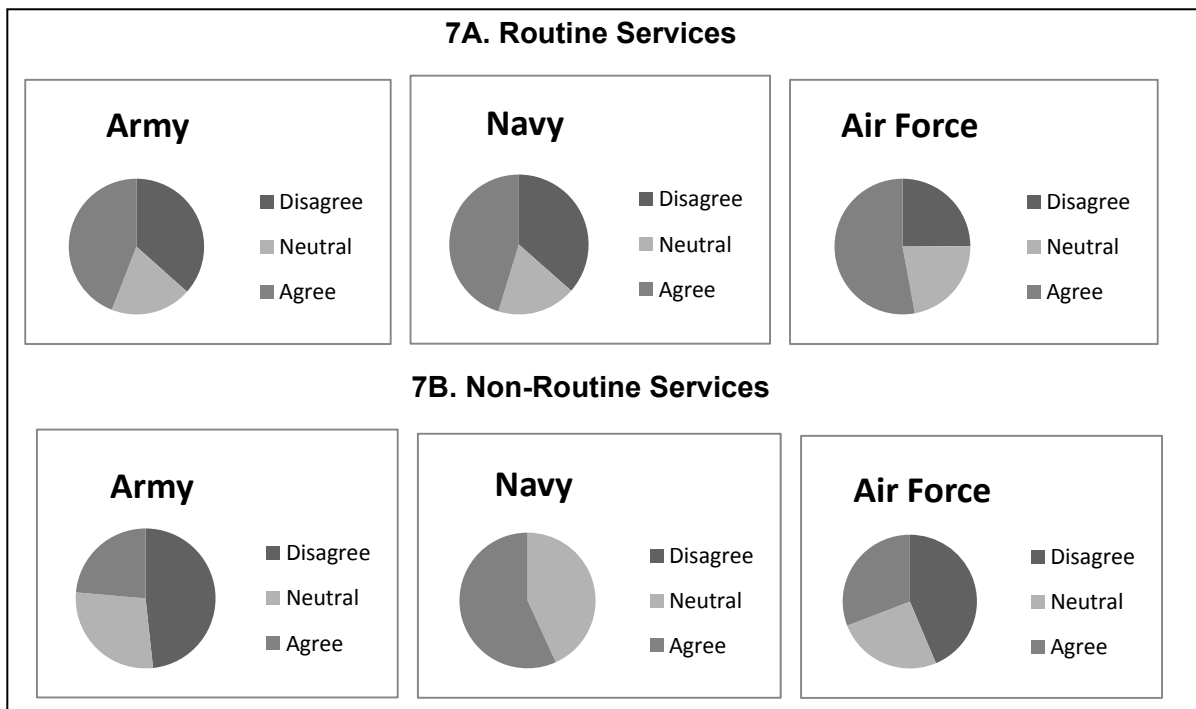 7A. Routine Services
Army
Disagree
Neutral
Agree
Navy
Disagree
Neutral
Agree
Air Force
Disagree
Neutral
Agree
7B. Non-Routine Services
Army
Disagree
Neutral
Agree
Navy
Disagree
Neutral
Agree
Air Force
Disagree
Neutral
Agree